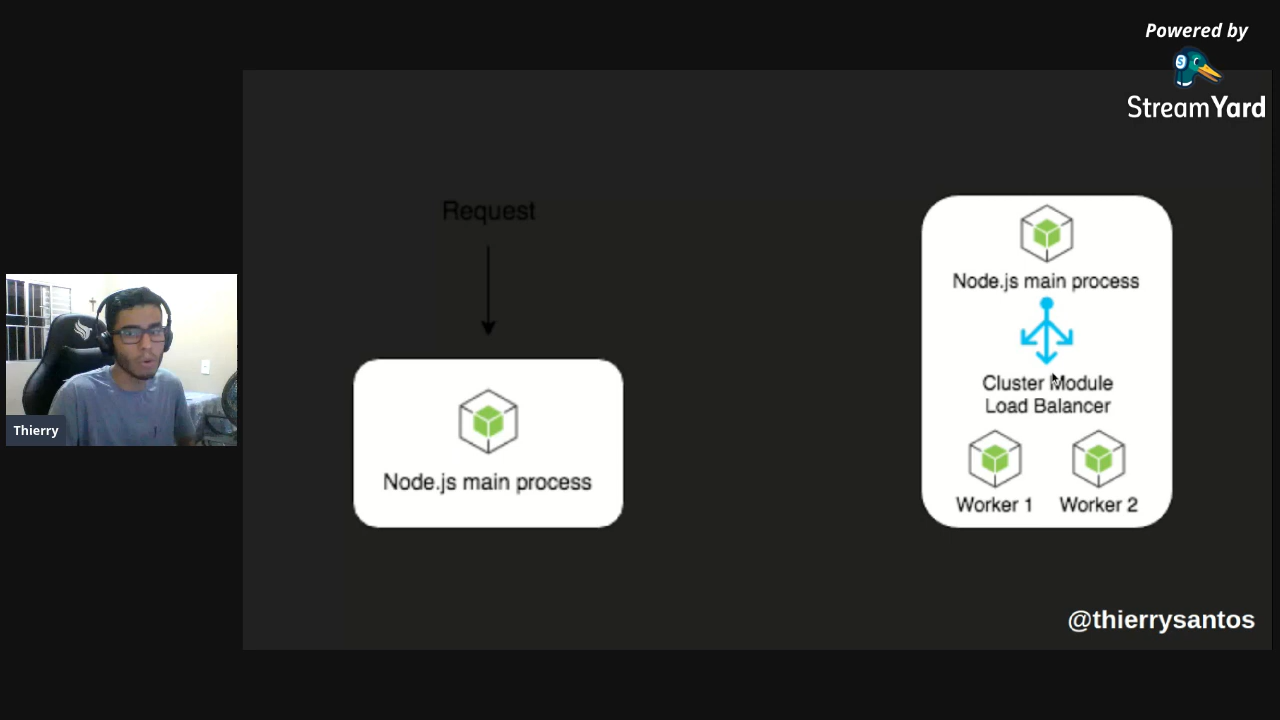 Powered by
StreamYard
Request
Node.js main process
Node.js main process
Cluster Module
Load Balancer
Worker 1
Worker 2
Thierry
@thierrysantos